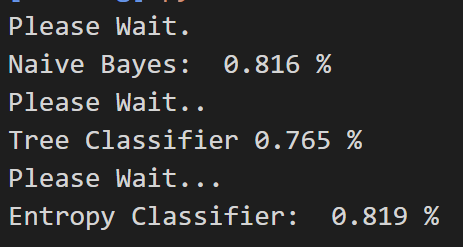 Please Wait.
Naive Bayes:  0.816 %
Please Wait..
Tree Classifier 0.765 %
Please Wait...
Entropy Classifier:  0.819 %